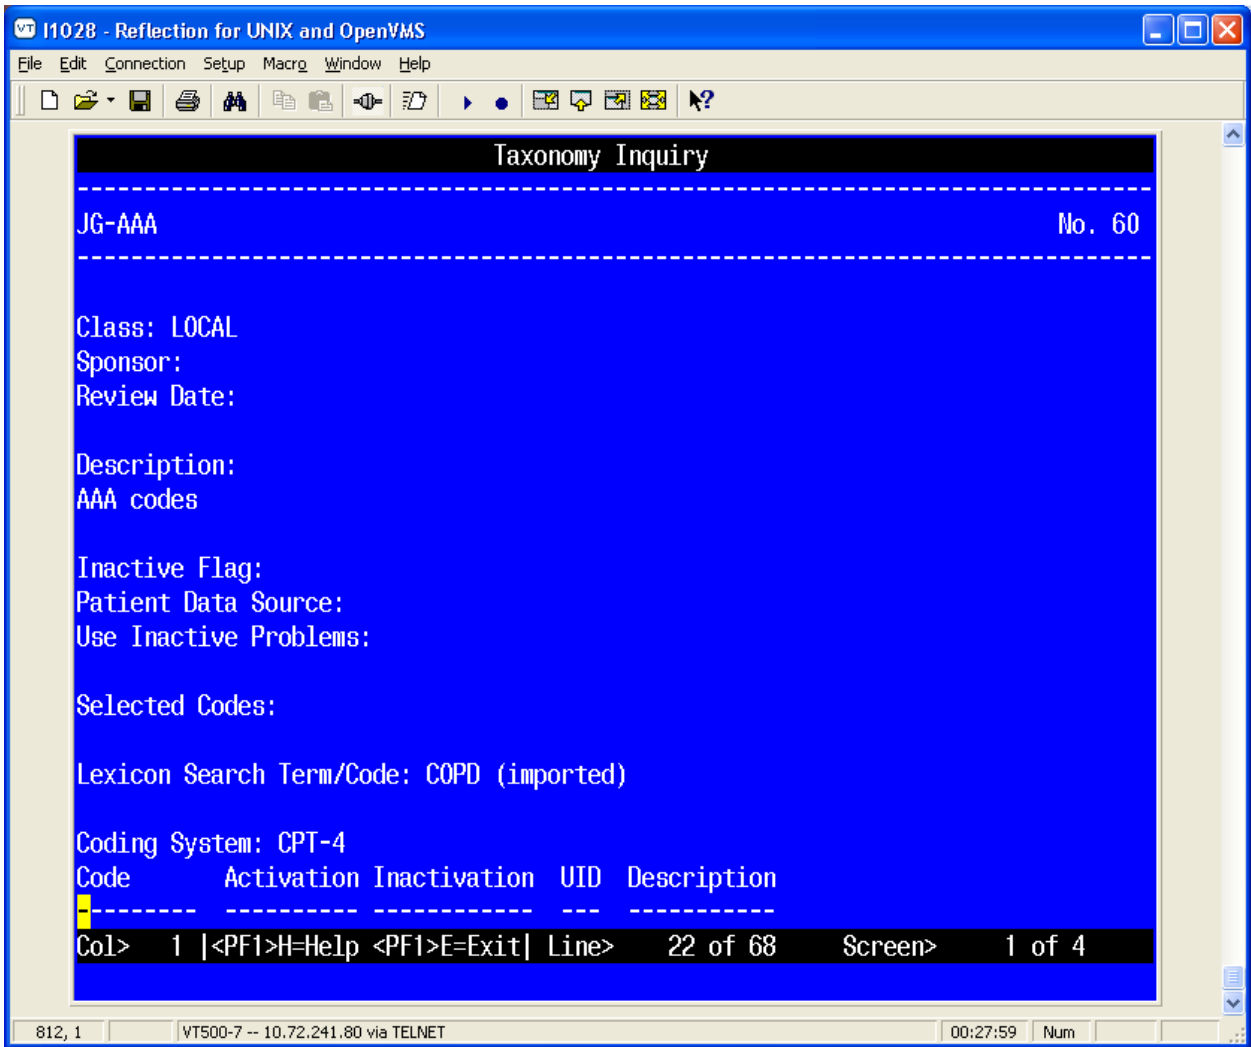 VT I1028 - Reflection for UNIX and OpenVMS
File Edit Connection Setup Macro Window Help
Taxonomy Inquiry
--------------------------------------------------------------------------------
JG-AAA No. 60
--------------------------------------------------------------------------------
Class: LOCAL
Sponsor:
Review Date:
Description:
AAA codes
Inactive Flag:
Patient Data Source:
Use Inactive Problems:
Selected Codes:
Lexicon Search Term/Code: COPD (imported)
Coding System: CPT-4
Code Activation Inactivation UID Description
--------- ---------- ------------ --- -----------
Col> 1 |<PF1>H=Help <PF1>E=Exit| Line> 22 of 68 Screen> 1 of 4
812, 1 VT500-7 -- 10.72.241.80 via TELNET 00:27:59 Num